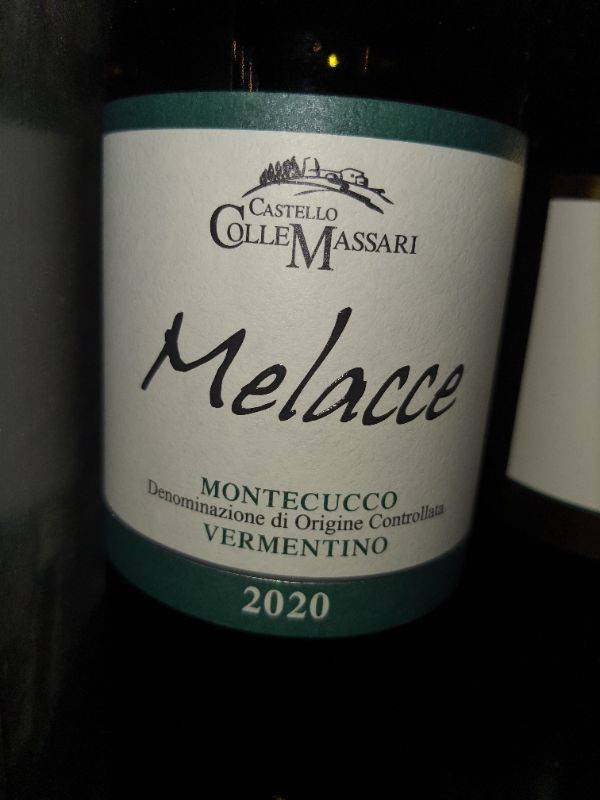 CASTELLO
COLLEMASSARI
Melacce
MONTECUCCO
Denominazione di Origine Controllata
VERMENTINO
2020